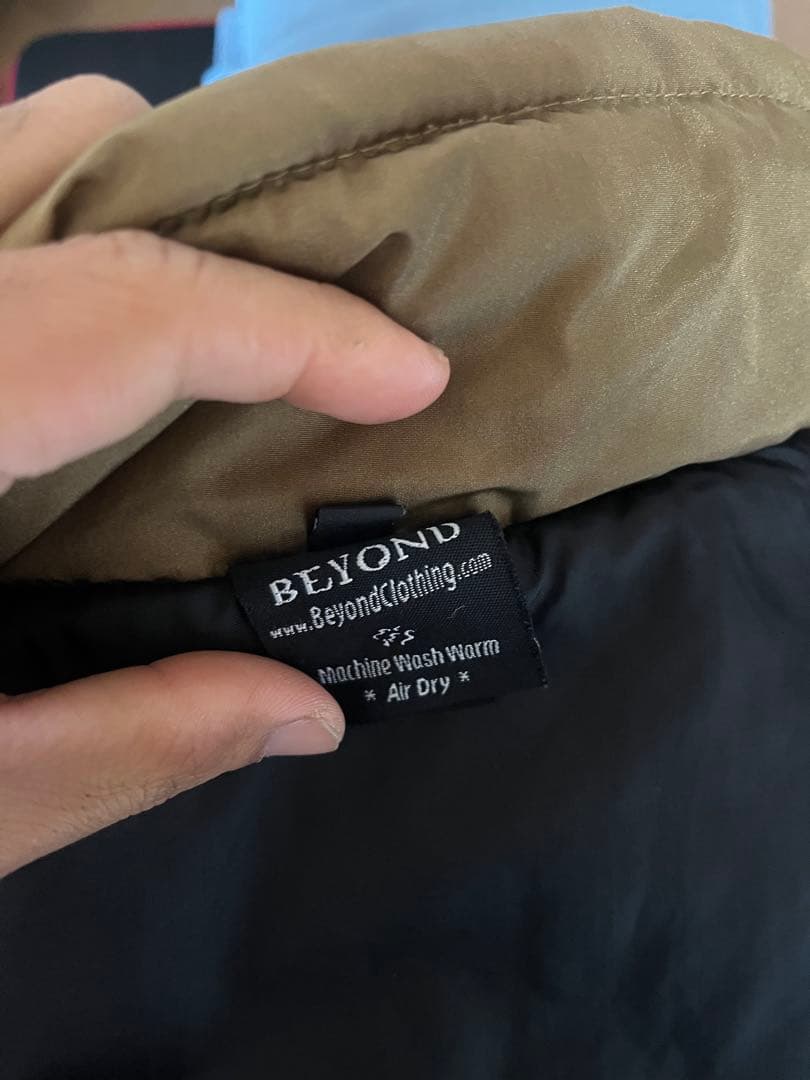 BEYOND
www.BeyondClothing.com
Machine Wash Warm
* Air Dry *